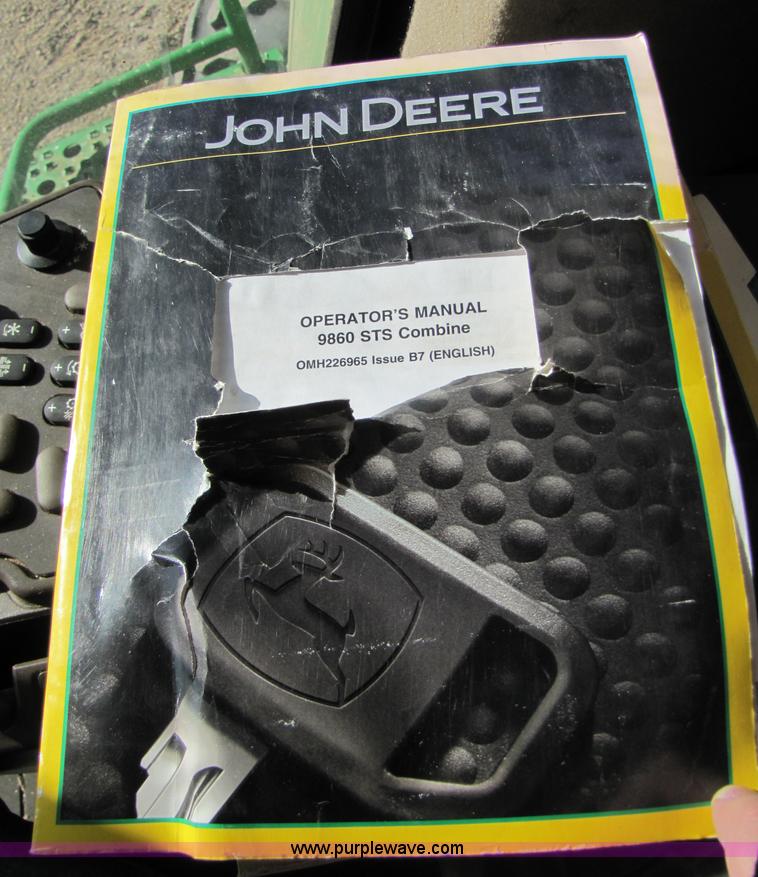 JOHN DEERE
OPERATOR'S MANUAL
9860 STS Combine
OMH226965 Issue B7 (ENGLISH)
www.purplewave.com